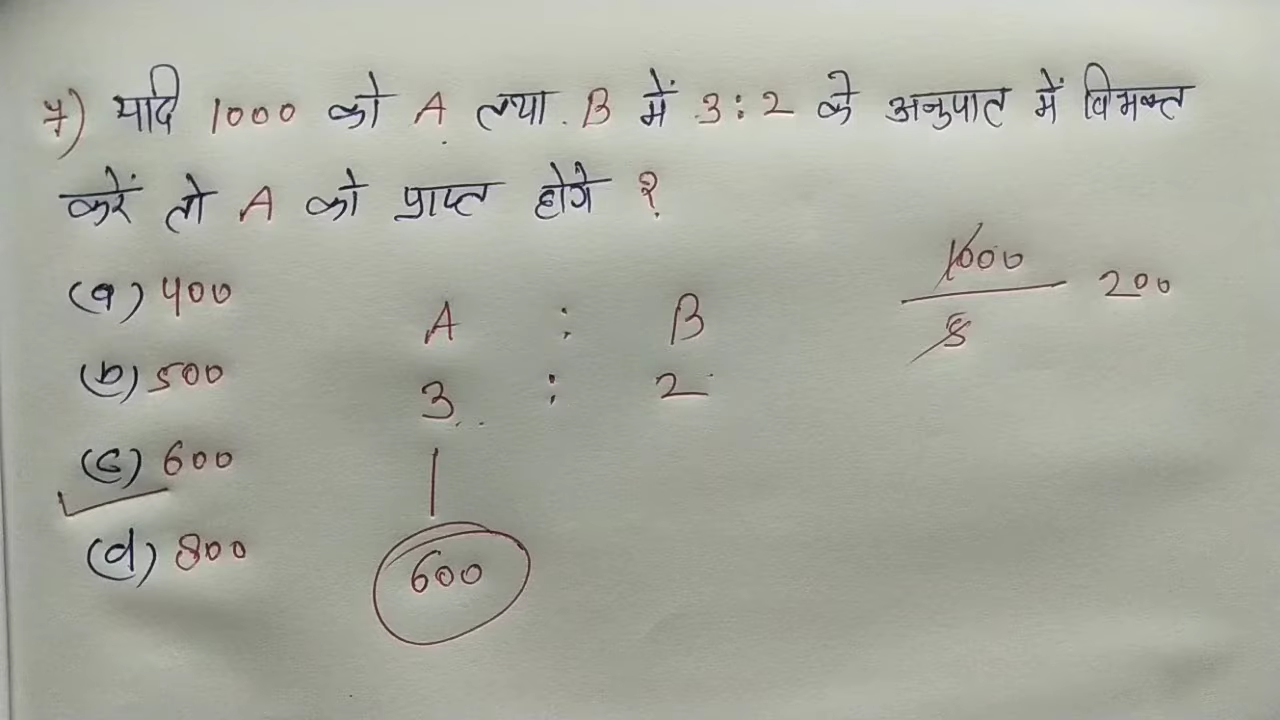 7) यदि 1000 को A तथा B में 3:2 के अनुपात में विभक्त
करें तो A को प्राप्त होंगे ?
(a) 400
(b) 500
(c) 600
(d) 800
A : B
3 : 2
600
1000
5
200